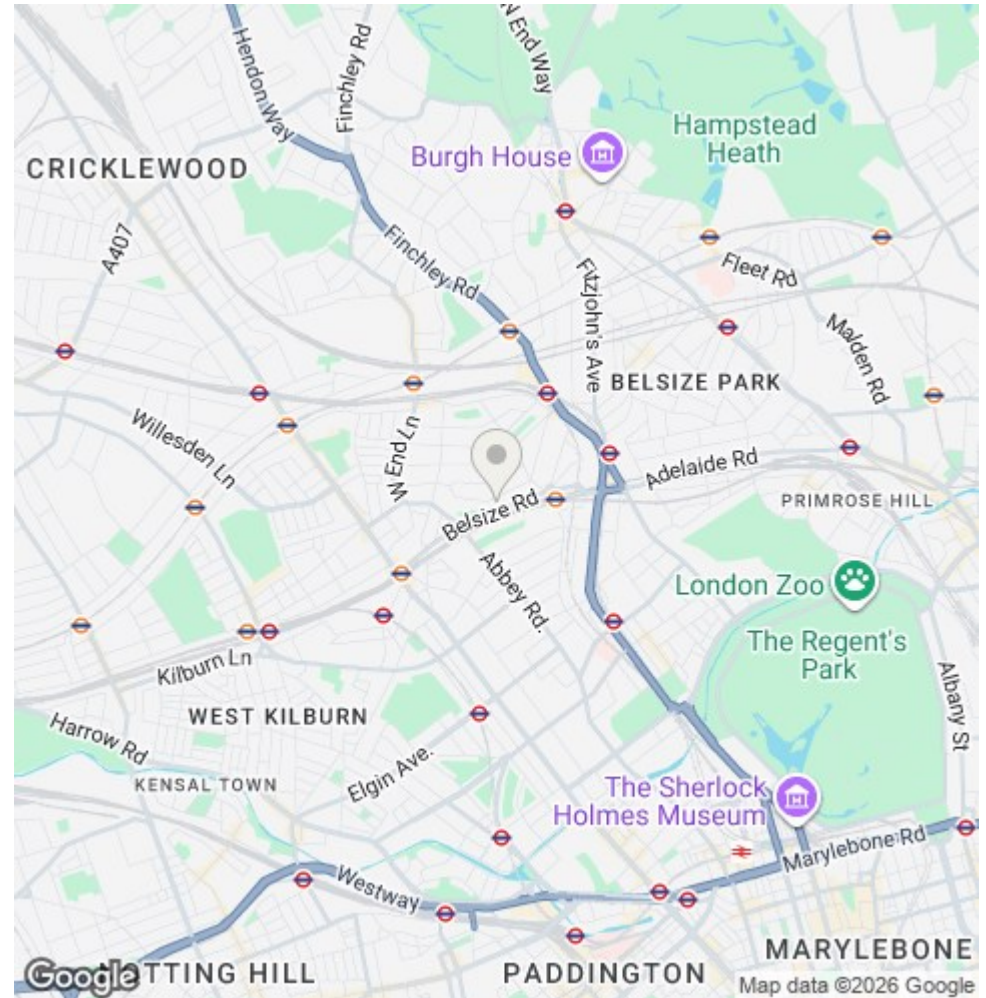 N End Way
Hendon Way
Finchley Rd
Hampstead
Heath
Burgh House
CRICKLEWOOD
A407
Finchley Rd
Fitzjohn's Ave
Fleet Rd
Malden Rd
BELSIZE PARK
Willesden Ln
W End Ln
Adelaide Rd
Belsize Rd
PRIMROSE HILL
Abbey Rd.
London Zoo
The Regent's
Park
Kilburn Ln
Albany St
WEST KILBURN
Harrow Rd
Elgin Ave.
KENSAL TOWN
The Sherlock
Holmes Museum
Marylebone Rd
Westway
MARYLEBONE
Google
NOTTING HILL
PADDINGTON
Map data ©2026 Google